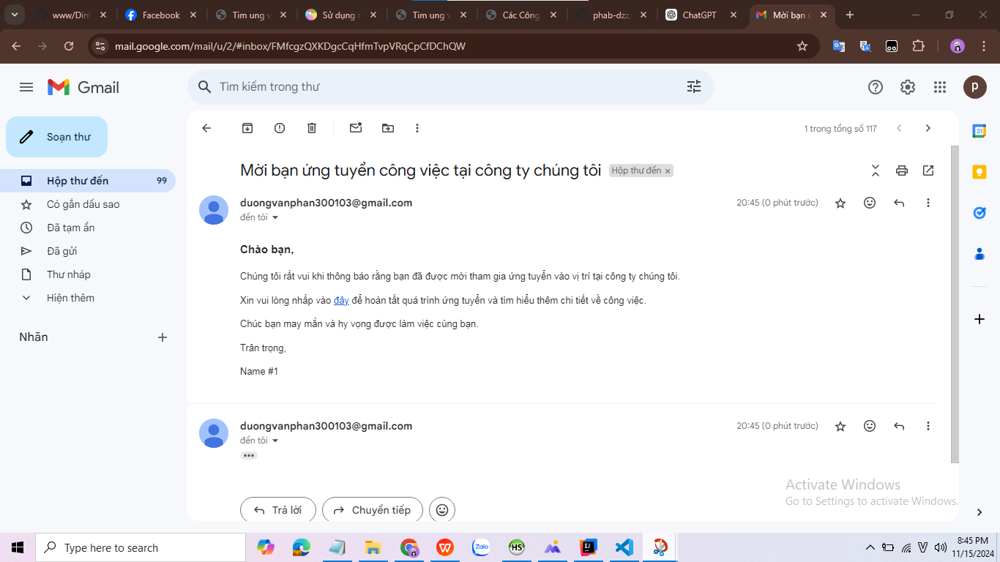 www/Dinh
Facebook
Tim ung v
Sử dụng r
Tim ung v
Các Công
phab-dzz
ChatGPT
Mời bạn ứ
mail.google.com/mail/u/2/#inbox/FMfcgzQXKDgcCqHfmTvpVRqCpCfDChQW
Gmail
Tìm kiếm trong thư
p
Soạn thư
1 trong tổng số 117
31
Mời bạn ứng tuyển công việc tại công ty chúng tôi Hộp thư đến ×
Hộp thư đến 99
Có gắn dấu sao
Đã tạm ẩn
Đã gửi
Thư nháp
Hiện thêm
Nhãn
duongvanphan300103@gmail.com 20:45 (0 phút trước)
đến tôi
Chào bạn,
Chúng tôi rất vui khi thông báo rằng bạn đã được mời tham gia ứng tuyển vào vị trí tại công ty chúng tôi.
Xin vui lòng nhấp vào đây để hoàn tất quá trình ứng tuyển và tìm hiểu thêm chi tiết về công việc.
Chúc bạn may mắn và hy vọng được làm việc cùng bạn.
Trân trọng,
Name #1
duongvanphan300103@gmail.com 20:45 (0 phút trước)
đến tôi
Trả lời
Chuyển tiếp
Activate Windows
Go to Settings to activate Windows.
Type here to search
Zalo
HS
8:45 PM
11/15/2024